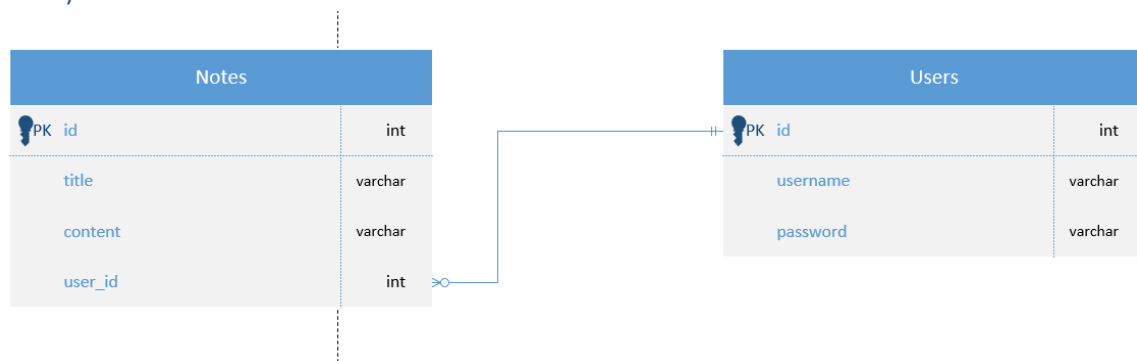 Notes
PK id int
title varchar
content varchar
user_id int
Users
PK id int
username varchar
password varchar